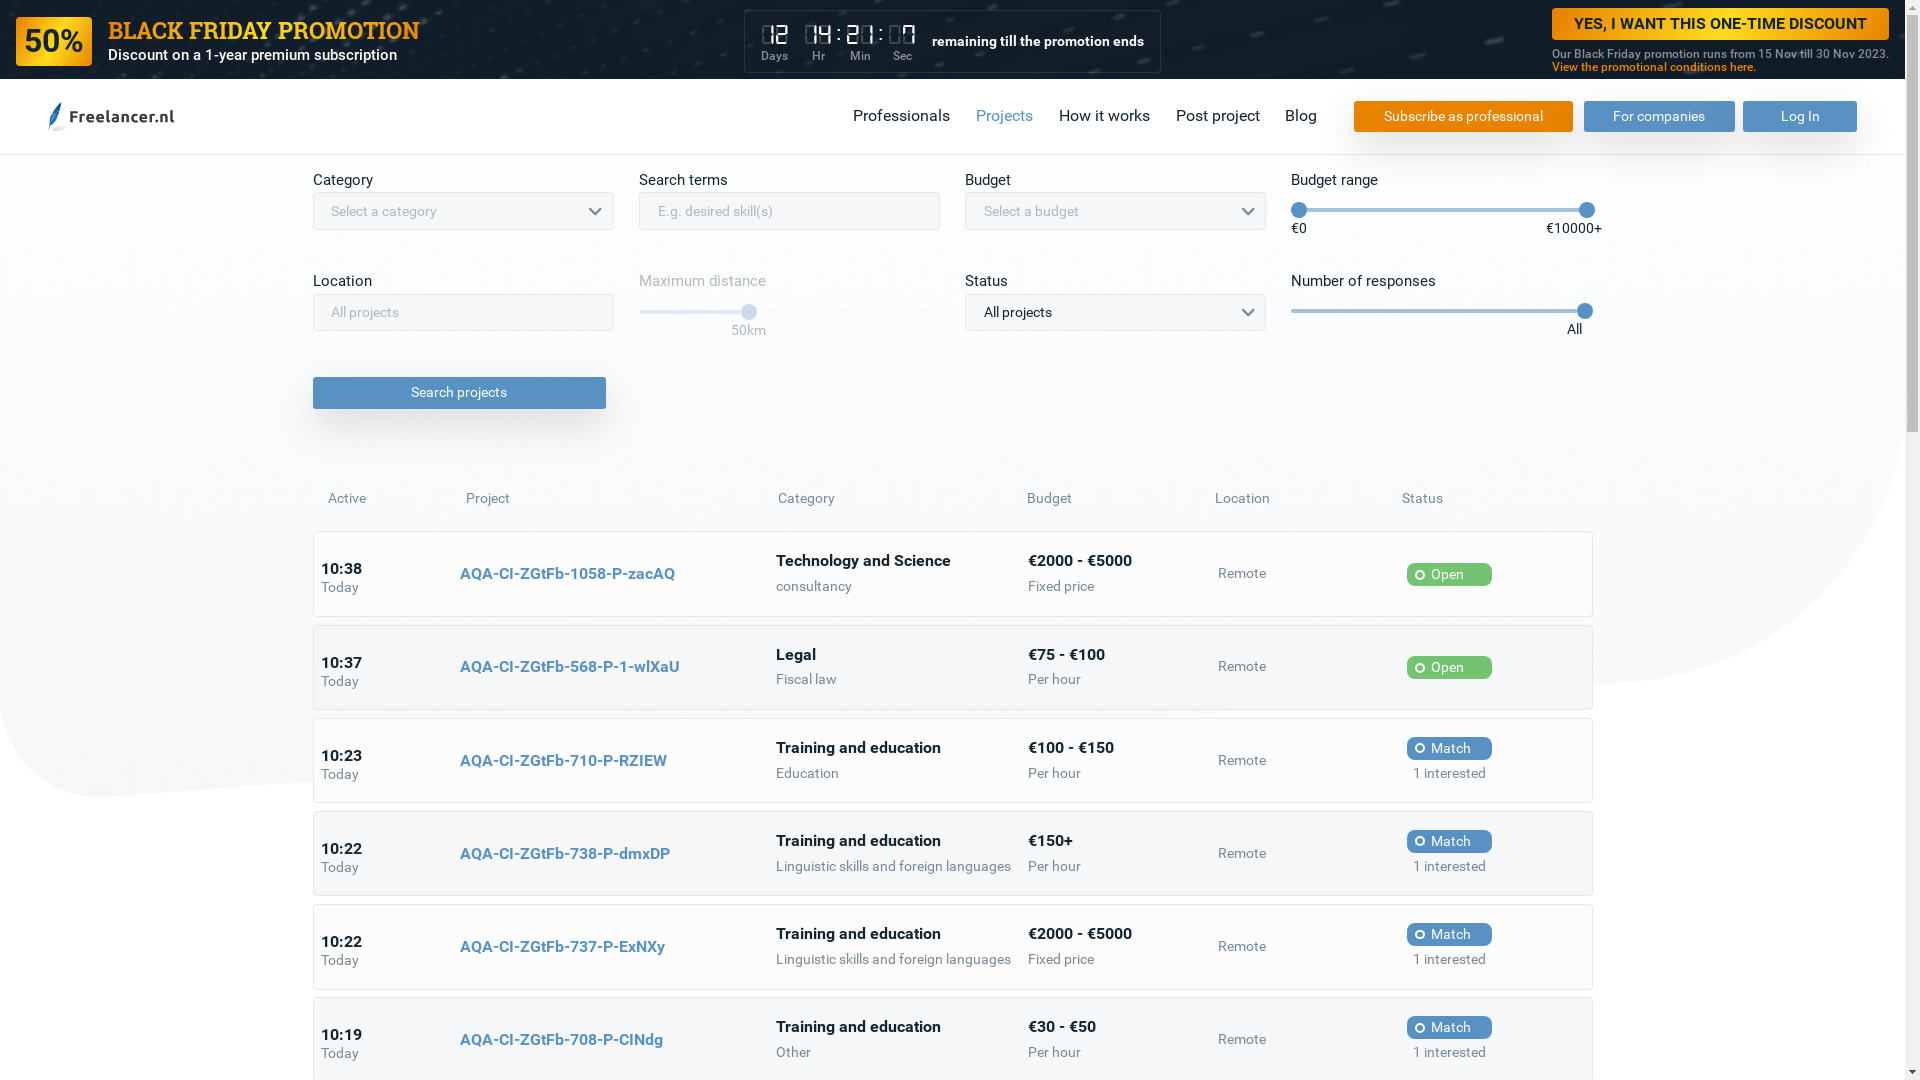 50%
BLACK FRIDAY PROMOTION
Discount on a 1-year premium subscription
12 14 : 21 : 7
Days Hr Min Sec
remaining till the promotion ends
YES, I WANT THIS ONE-TIME DISCOUNT
Our Black Friday promotion runs from 15 Nov till 30 Nov 2023.
View the promotional conditions here.
Freelancer.nl
Professionals Projects How it works Post project Blog Subscribe as professional For companies Log In
Category Search terms Budget Budget range
Select a category E.g. desired skill(s) Select a budget
€0 €10000+
Location Maximum distance Status Number of responses
All projects All projects
50km All
Search projects
Active Project Category Budget Location Status
10:38
Today
AQA-CI-ZGtFb-1058-P-zacAQ
Technology and Science
consultancy
€2000 - €5000
Fixed price
Remote
Open
10:37
Today
AQA-CI-ZGtFb-568-P-1-wlXaU
Legal
Fiscal law
€75 - €100
Per hour
Remote
Open
10:23
Today
AQA-CI-ZGtFb-710-P-RZIEW
Training and education
Education
€100 - €150
Per hour
Remote
Match
1 interested
10:22
Today
AQA-CI-ZGtFb-738-P-dmxDP
Training and education
Linguistic skills and foreign languages
€150+
Per hour
Remote
Match
1 interested
10:22
Today
AQA-CI-ZGtFb-737-P-ExNXy
Training and education
Linguistic skills and foreign languages
€2000 - €5000
Fixed price
Remote
Match
1 interested
10:19
Today
AQA-CI-ZGtFb-708-P-CINdg
Training and education
Other
€30 - €50
Per hour
Remote
Match
1 interested